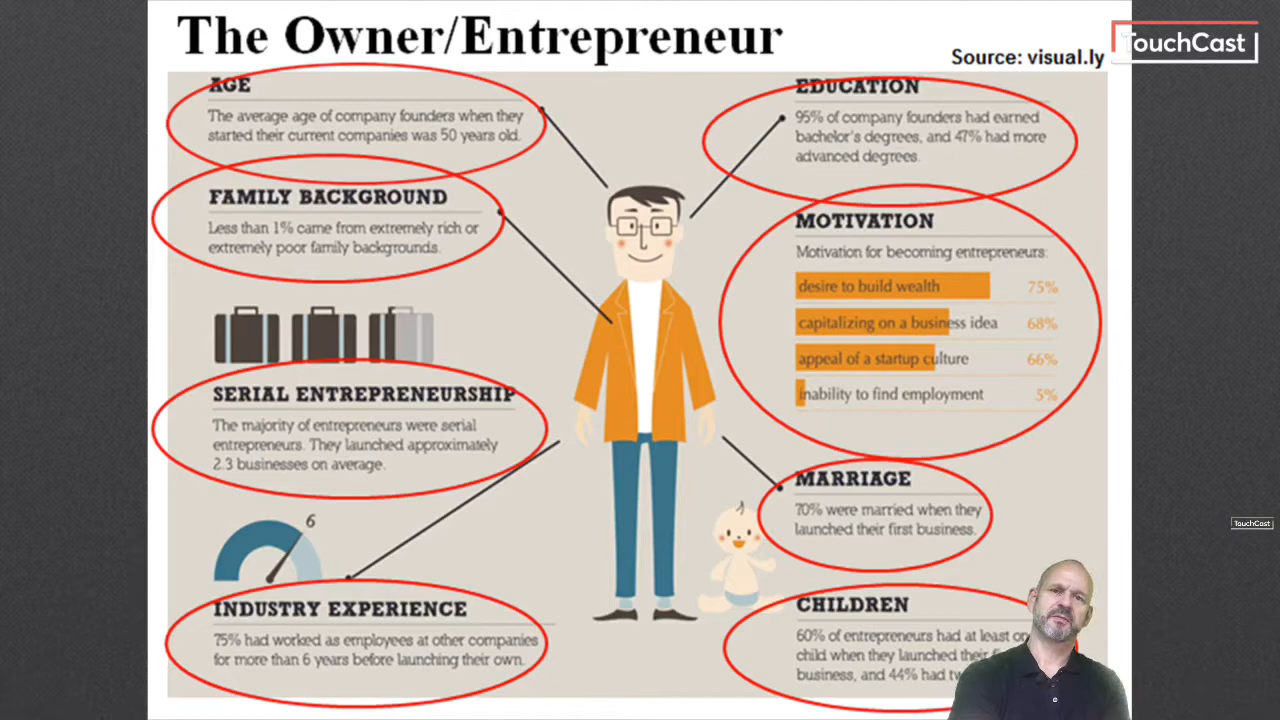 The Owner/Entrepreneur
TouchCast
Source: visual.ly
AGE
The average age of company founders when they
started their current companies was 50 years old.
FAMILY BACKGROUND
Less than 1% came from extremely rich or
extremely poor family backgrounds.
SERIAL ENTREPRENEURSHIP
The majority of entrepreneurs were serial
entrepreneurs. They launched approximately
2.3 businesses on average.
6
INDUSTRY EXPERIENCE
75% had worked as employees at other companies
for more than 6 years before launching their own.
EDUCATION
95% of company founders had earned
bachelor's degrees, and 47% had more
advanced degrees.
MOTIVATION
Motivation for becoming entrepreneurs:
desire to build wealth 75%
capitalizing on a business idea 68%
appeal of a startup culture 66%
inability to find employment 5%
MARRIAGE
70% were married when they
launched their first business.
CHILDREN
60% of entrepreneurs had at least
child when they launched their
business, and 44% had
TouchCast